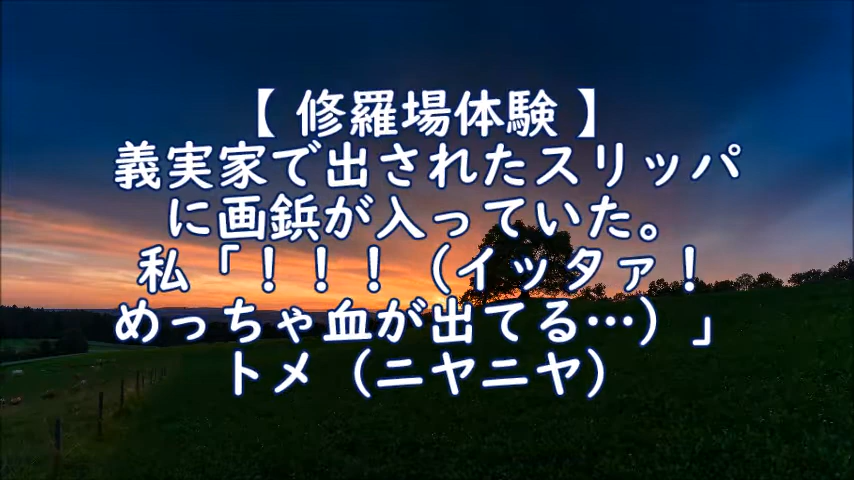 【 修羅場体験 】
義実家で出されたスリッパ
に画鋲が入っていた。
私「！！！（イッタァ！
めっちゃ血が出てる…）」
トメ（ニヤニヤ）